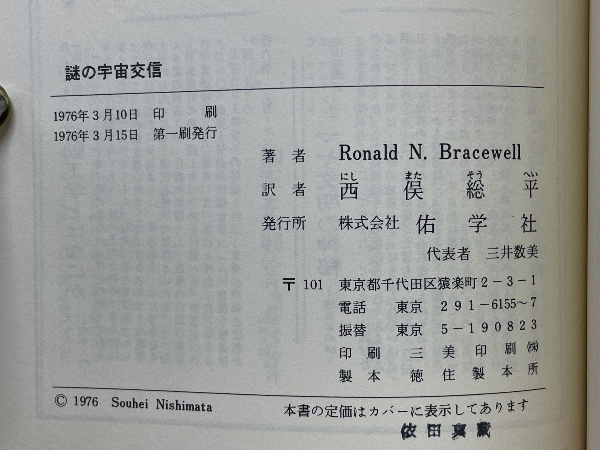 謎の宇宙交信
1976年3月10日 印 刷
1976年3月15日 第一刷発行
著 者 Ronald N. Bracewell
にし また そう へい
訳 者 西 俣 総 平
発行所 株式会社 佑 学 社
代表者 三井数美
〒101 東京都千代田区猿楽町2-3-1
電話 東京 291-6155~7
振替 東京 5-190823
印 刷 三 美 印 刷 ㈱
製 本 徳 住 製 本 所
© 1976 Souhei Nishimata
本書の定価はカバーに表示してあります
依田真蔵